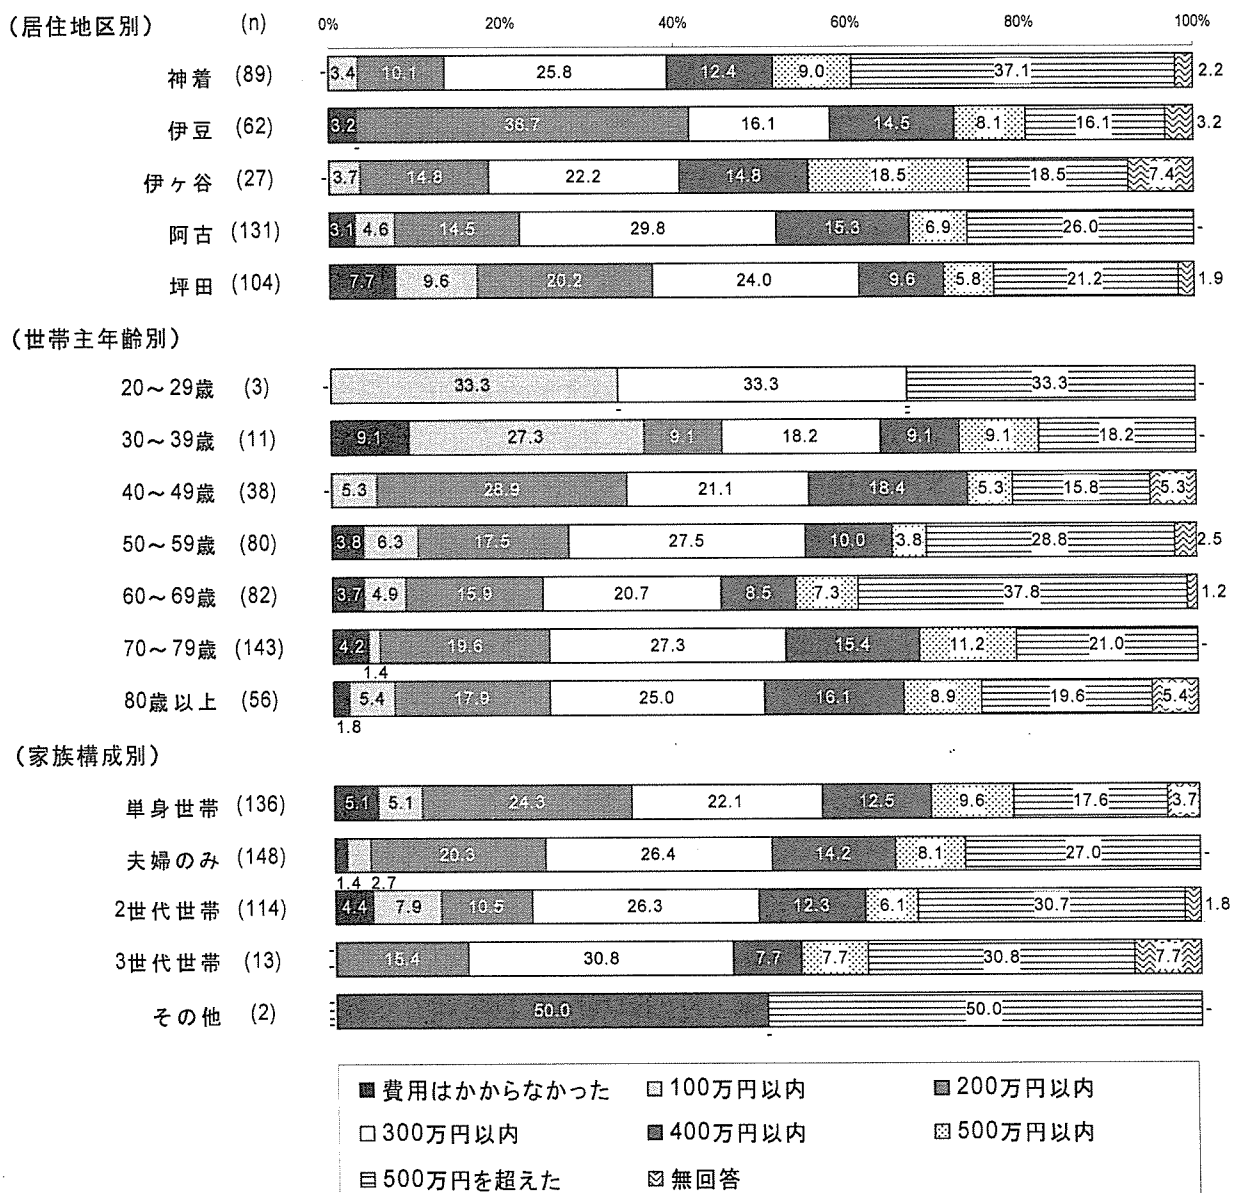 （居住地区別） (n) 0% 20% 40% 60% 80% 100%
神着 (89) - 3.4 10.1 25.8 12.4 9.0 37.1 2.2
伊豆 (62) 3.2 38.7 16.1 14.5 8.1 16.1 3.2
-
伊ヶ谷 (27) - 3.7 14.8 22.2 14.8 18.5 18.5 7.4
阿古 (131) 3.1 4.6 14.5 29.8 15.3 6.9 26.0 -
坪田 (104) 7.7 9.6 20.2 24.0 9.6 5.8 21.2 1.9
（世帯主年齢別）
20～29歳 (3) - 33.3 33.3 33.3 -
- - -
30～39歳 (11) 9.1 27.3 9.1 18.2 9.1 9.1 18.2 -
40～49歳 (38) - 5.3 28.9 21.1 18.4 5.3 15.8 5.3
50～59歳 (80) 3.8 6.3 17.5 27.5 10.0 3.8 28.8 2.5
60～69歳 (82) 3.7 4.9 15.9 20.7 8.5 7.3 37.8 1.2
70～79歳 (143) 4.2 19.6 27.3 15.4 11.2 21.0 -
1.4
80歳以上 (56) 5.4 17.9 25.0 16.1 8.9 19.6 5.4
1.8
（家族構成別）
単身世帯 (136) 5.1 5.1 24.3 22.1 12.5 9.6 17.6 3.7
夫婦のみ (148) 20.3 26.4 14.2 8.1 27.0 -
1.4 2.7
2世代世帯 (114) 4.4 7.9 10.5 26.3 12.3 6.1 30.7 1.8
3世代世帯 (13) - - 15.4 30.8 7.7 7.7 30.8 7.7
その他 (2) - - - - 50.0 50.0 -
-
費用はかからなかった 100万円以内 200万円以内
300万円以内 400万円以内 500万円以内
500万円を超えた 無回答